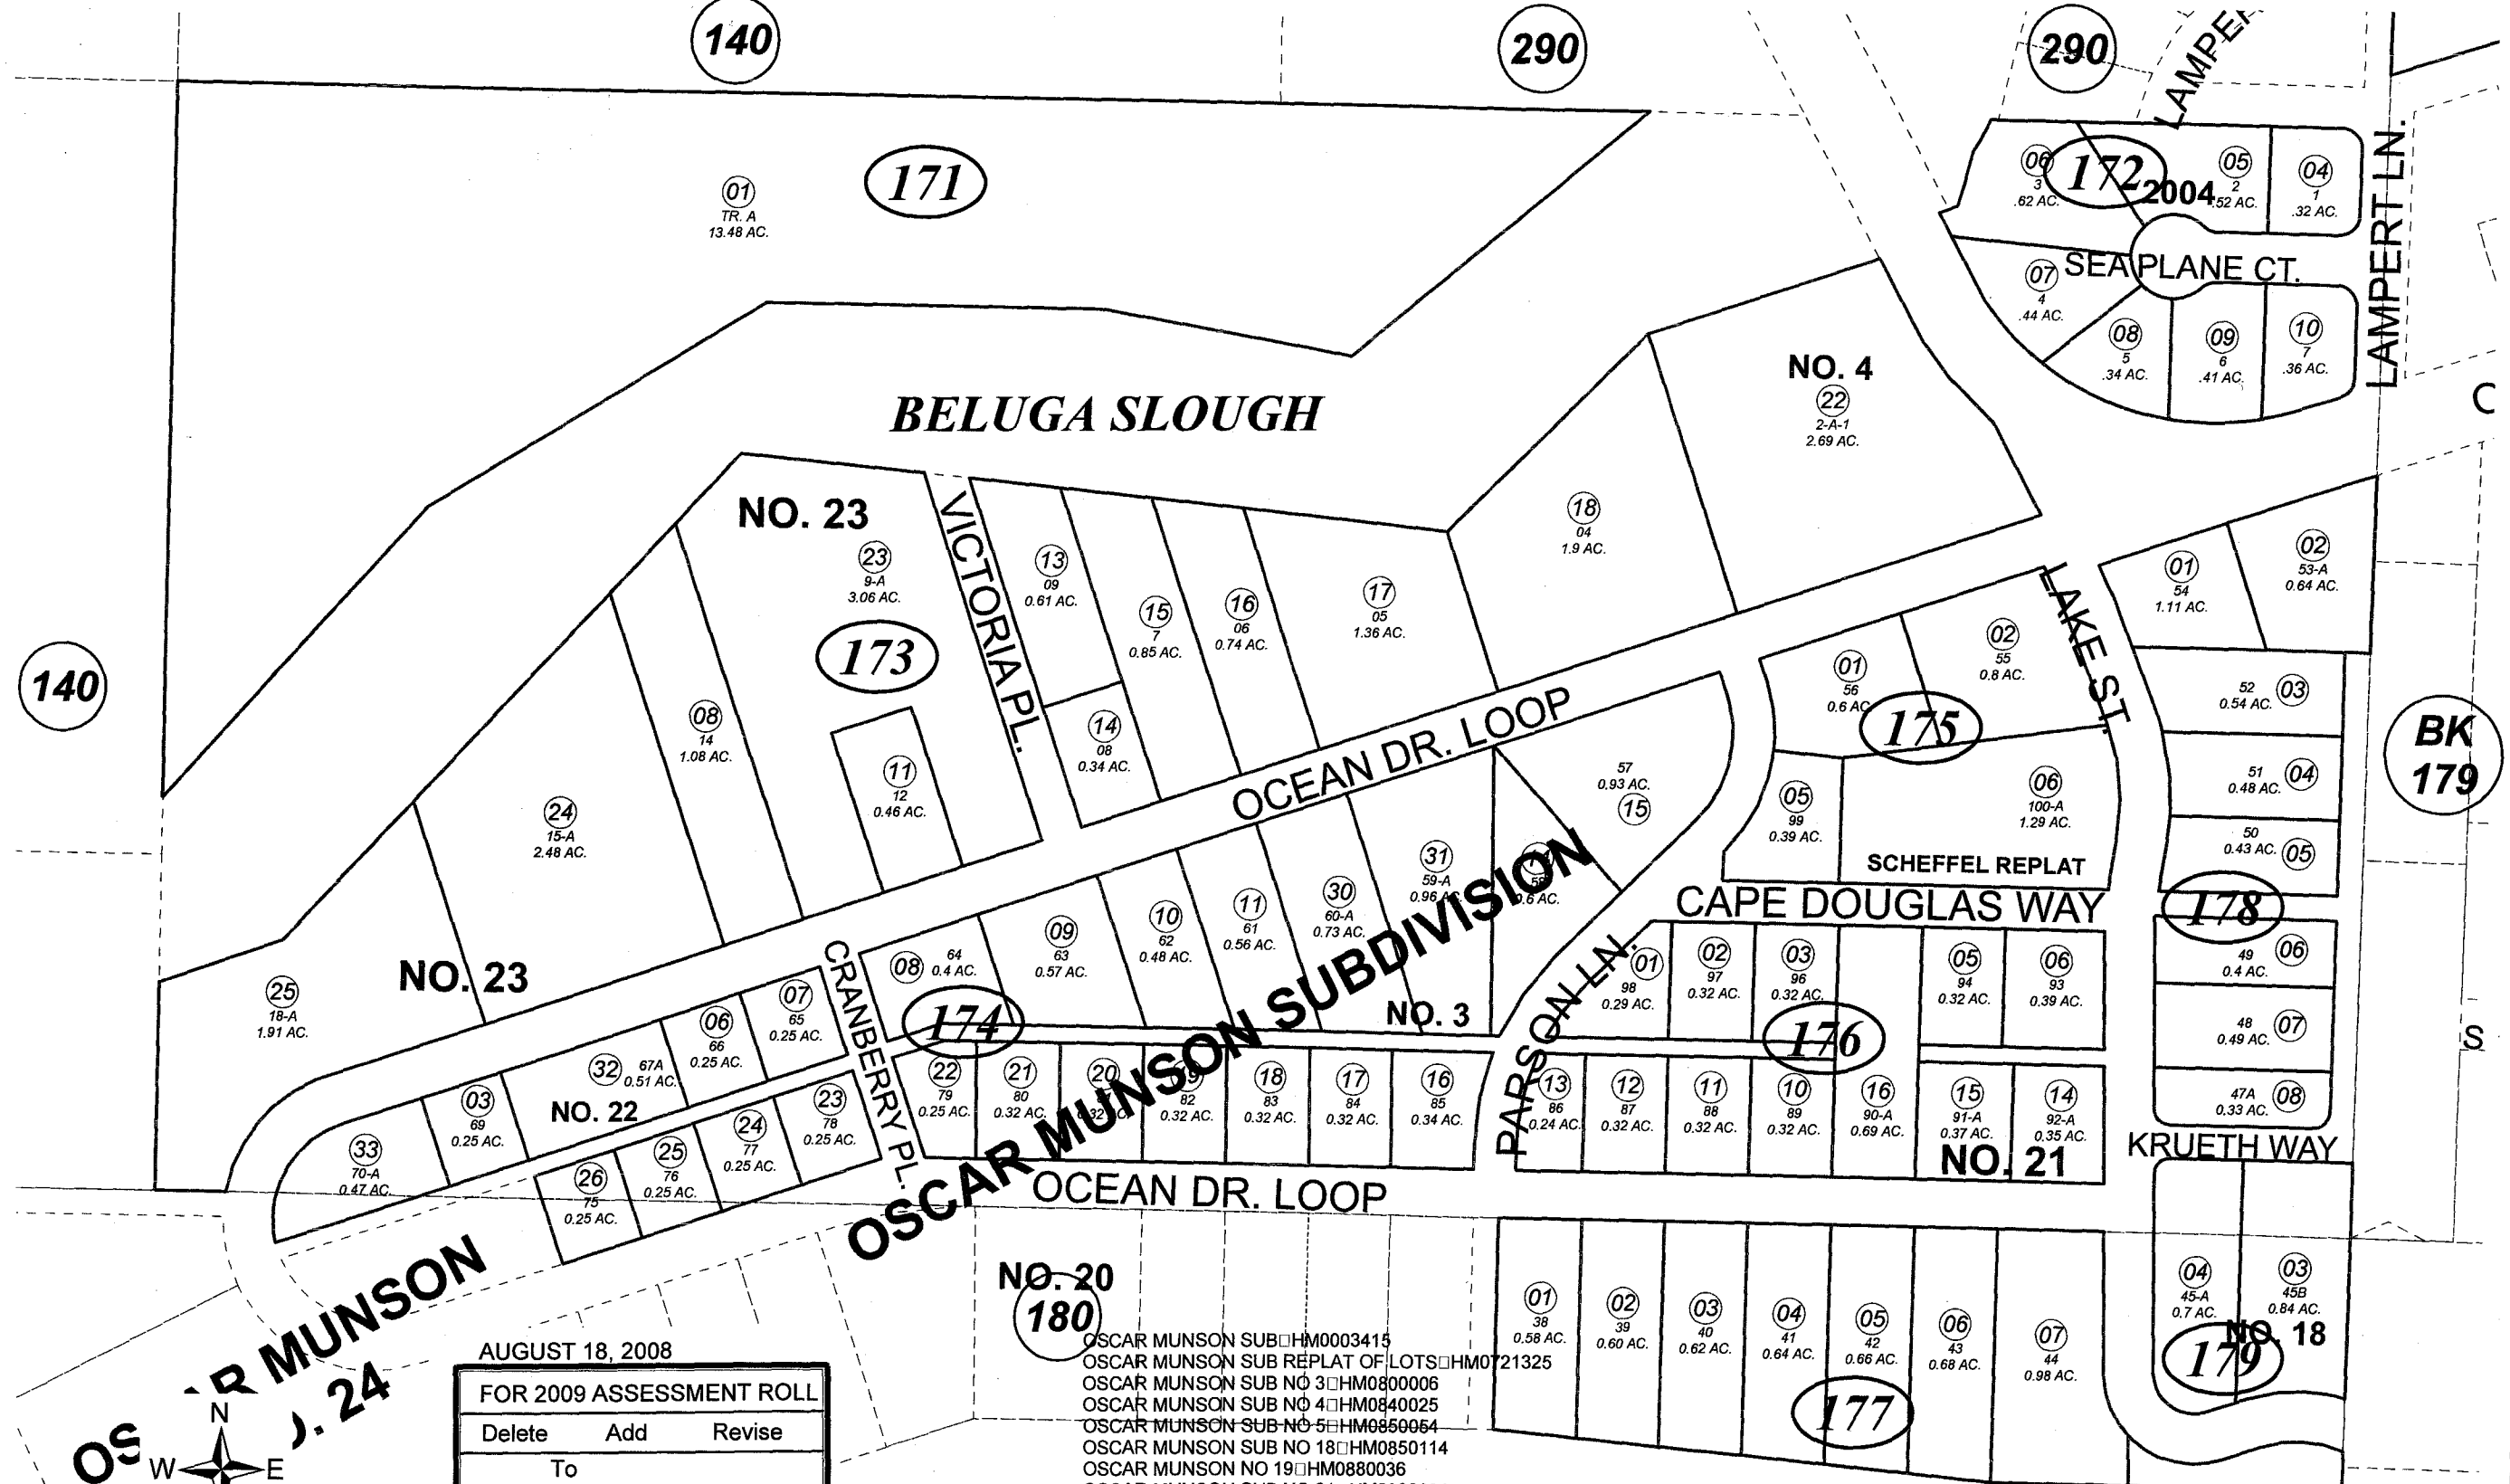 140
290
290
LAMPER
171
01
TR. A
13.48 AC.
172
2004
06
3
.62 AC.
05
2
.52 AC.
04
1
.32 AC.
LAMPERT LN.
SEA PLANE CT.
07
4
.44 AC.
08
5
.34 AC.
09
6
.41 AC.
10
7
.36 AC.
C
BELUGA SLOUGH
NO. 4
22
2-A-1
2.69 AC.
18
04
1.9 AC.
NO. 23
23
9-A
3.06 AC.
173
VICTORIA PL.
13
09
0.61 AC.
15
7
0.85 AC.
16
06
0.74 AC.
17
05
1.36 AC.
14
08
0.34 AC.
140
08
14
1.08 AC.
11
12
0.46 AC.
24
15-A
2.48 AC.
25
18-A
1.91 AC.
NO. 23
OCEAN DR. LOOP
LAKE ST.
01
54
1.11 AC.
02
53-A
0.64 AC.
01
56
0.6 AC
02
55
0.8 AC.
175
52
03
0.54 AC.
51
04
0.48 AC.
50
05
0.43 AC.
BK
179
05
99
0.39 AC.
06
100-A
1.29 AC.
SCHEFFEL REPLAT
CAPE DOUGLAS WAY
57
0.93 AC.
15
31
59-A
0.96
30
60-A
0.73 AC.
11
61
0.56 AC.
10
62
0.48 AC.
09
63
0.57 AC.
08
64
0.4 AC.
174
NO. 3
CRANBERRY PL.
07
65
0.25 AC.
06
66
0.25 AC.
32
67A
0.51 AC.
NO. 22
03
69
0.25 AC.
33
70-A
0.47 AC.
26
75
0.25 AC.
25
76
0.25 AC.
24
77
0.25 AC.
23
78
0.25 AC.
22
79
0.25 AC.
21
80
0.32 AC.
20
82
0.32 AC.
18
83
0.32 AC.
17
84
0.32 AC.
16
85
0.34 AC.
OSCAR MUNSON SUBDIVISION
PARSON LN.
01
98
0.29 AC.
02
97
0.32 AC.
03
96
0.32 AC.
05
94
0.32 AC.
06
93
0.39 AC.
176
13
86
0.24 AC.
12
87
0.32 AC.
11
88
0.32 AC.
10
89
0.32 AC.
16
90-A
0.69 AC.
15
91-A
0.37 AC.
14
92-A
0.35 AC.
NO. 21
178
49
06
0.4 AC.
48
07
0.49 AC.
47A
08
0.33 AC.
S
KRUETH WAY
OCEAN DR. LOOP
NO. 20
180
01
38
0.58 AC.
02
39
0.60 AC.
03
40
0.62 AC.
04
41
0.64 AC.
05
42
0.66 AC.
06
43
0.68 AC.
07
44
0.98 AC.
177
04
45-A
0.7 AC.
03
45B
0.84 AC.
NO. 18
179
OS
AR MUNSON
). 24
N
W E
AUGUST 18, 2008
FOR 2009 ASSESSMENT ROLL
Delete Add Revise
To
OSCAR MUNSON SUB□HM0003415
OSCAR MUNSON SUB REPLAT OF LOTS□HM0721325
OSCAR MUNSON SUB NO 3□HM0800006
OSCAR MUNSON SUB NO 4□HM0840025
OSCAR MUNSON SUB NO 5□HM0850054
OSCAR MUNSON SUB NO 18□HM0850114
OSCAR MUNSON NO 19□HM0880036